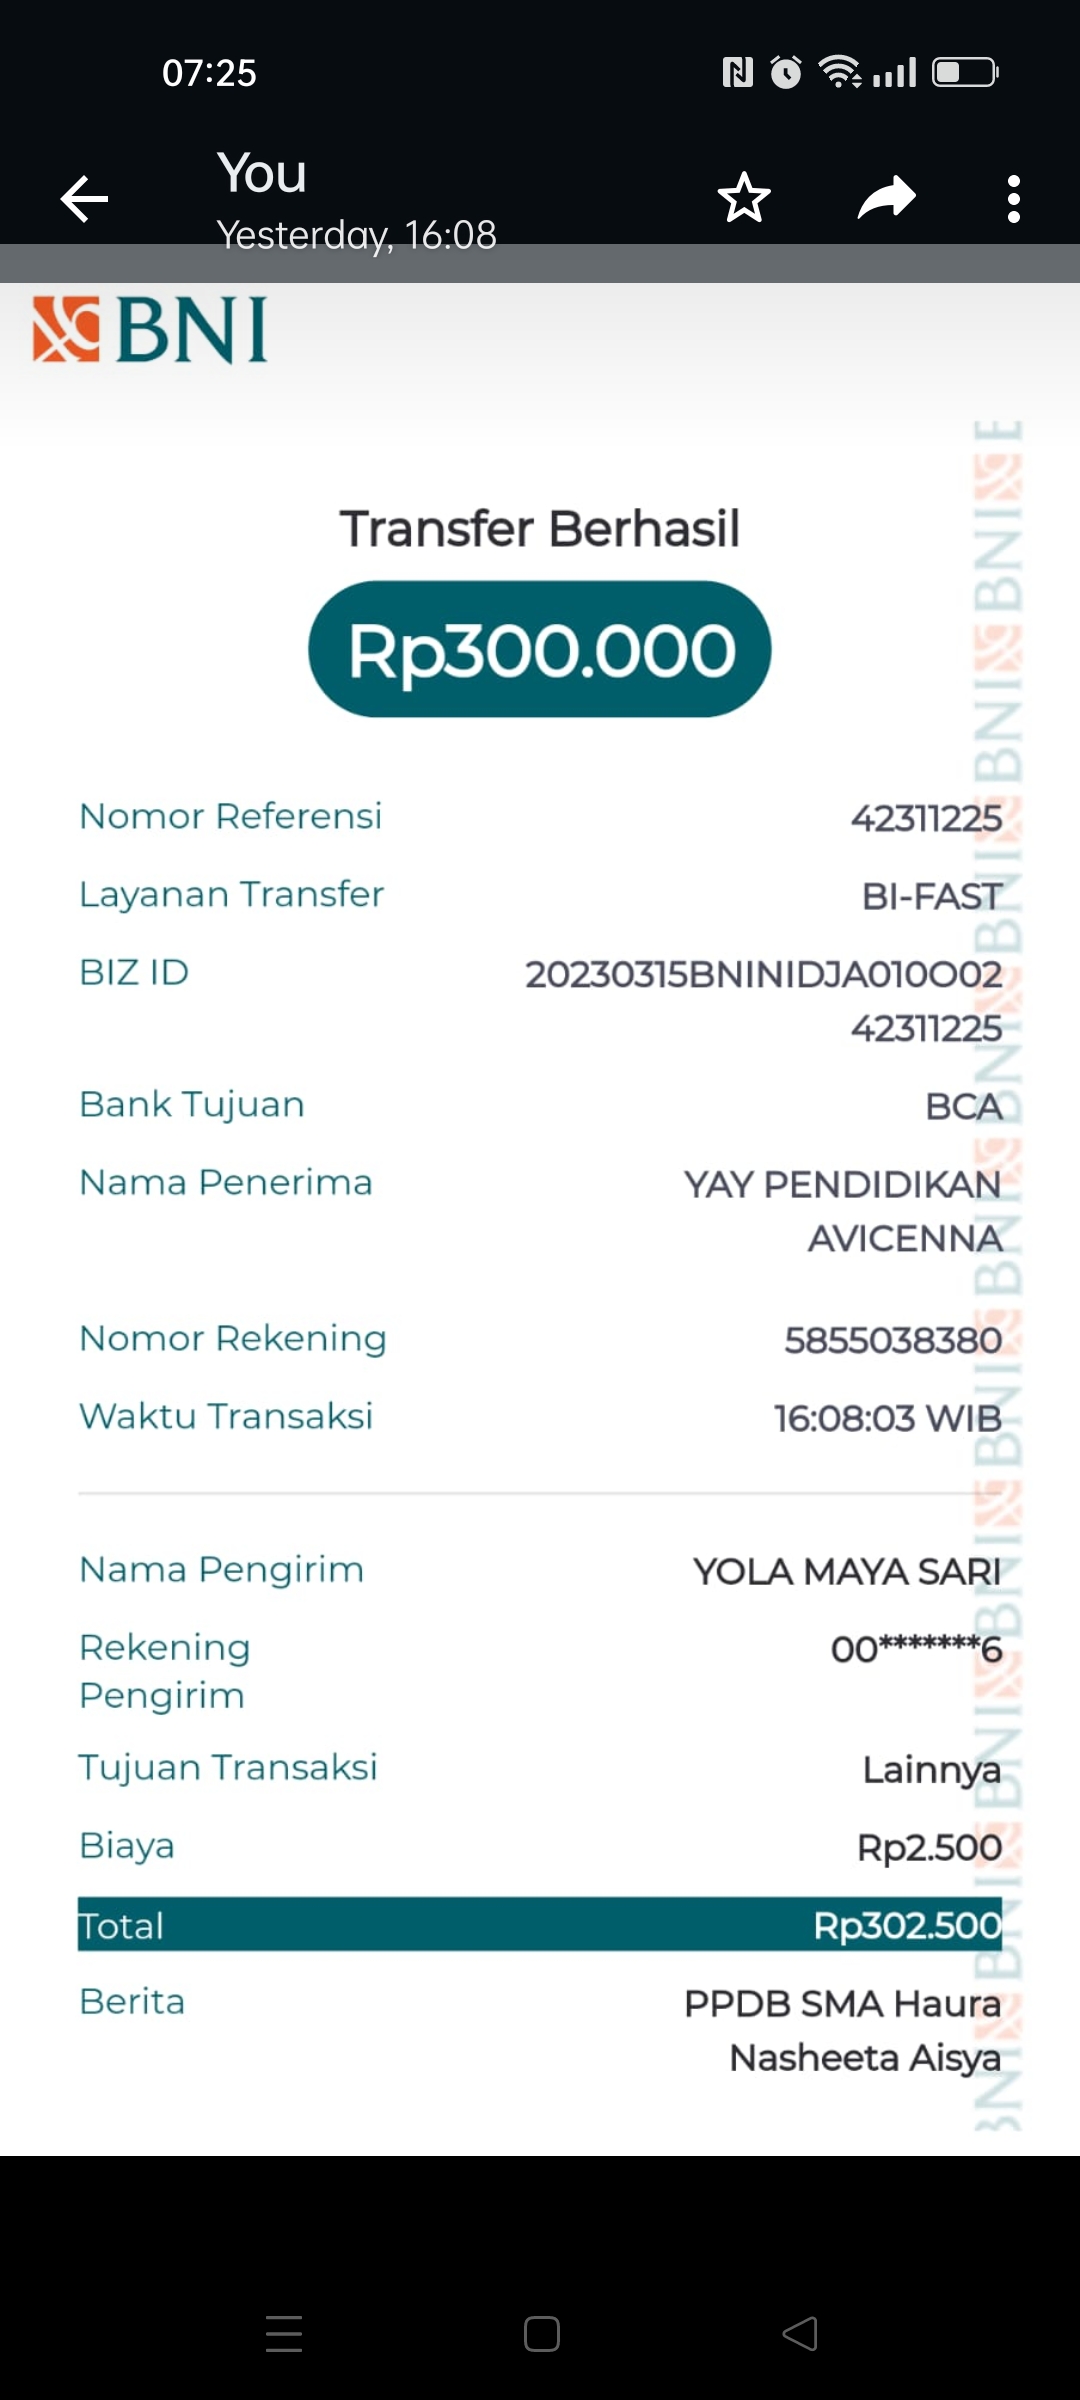 07:25
You
Yesterday, 16:08
BNI
Transfer Berhasil
Rp300.000
Nomor Referensi 42311225
Layanan Transfer BI-FAST
BIZ ID 20230315BNINIDJA010O02
42311225
Bank Tujuan BCA
Nama Penerima YAY PENDIDIKAN
AVICENNA
Nomor Rekening 5855038380
Waktu Transaksi 16:08:03 WIB
Nama Pengirim YOLA MAYA SARI
Rekening 00*******6
Pengirim
Tujuan Transaksi Lainnya
Biaya Rp2.500
Total Rp302.500
Berita PPDB SMA Haura
Nasheeta Aisya
BNI BNI BNI BNI BNI BNI BNI BNI BNI